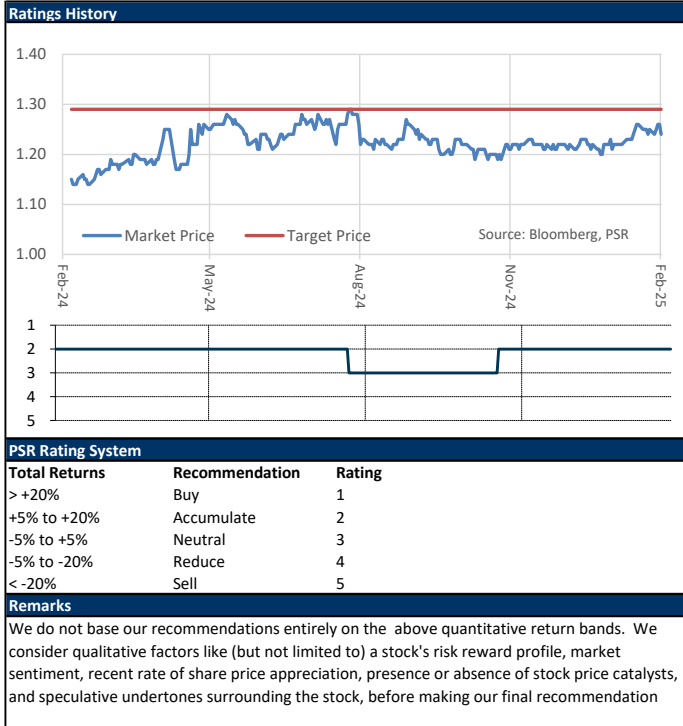 Ratings History
1.40
1.30
1.20
1.10
Market Price Target Price Source: Bloomberg, PSR
1.00
Feb-24 May-24 Aug-24 Nov-24 Feb-25
1
2
3
4
5
PSR Rating System
Total Returns Recommendation Rating
> +20% Buy 1
+5% to +20% Accumulate 2
-5% to +5% Neutral 3
-5% to -20% Reduce 4
< -20% Sell 5
Remarks
We do not base our recommendations entirely on the above quantitative return bands. We
consider qualitative factors like (but not limited to) a stock's risk reward profile, market
sentiment, recent rate of share price appreciation, presence or absence of stock price catalysts,
and speculative undertones surrounding the stock, before making our final recommendation